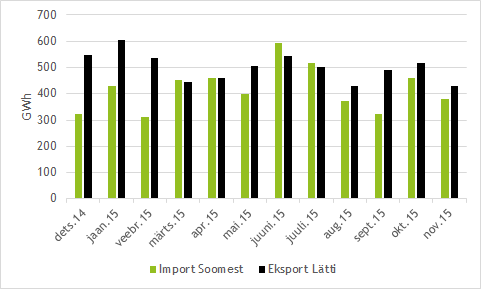 700
600
500
400
300
200
100
0
GWh
dets.14
jaan.15
veebr.15
märts.15
apr.15
mai.15
juuni.15
juuli.15
aug.15
sept.15
okt.15
nov.15
Import Soomest
Eksport Lätti